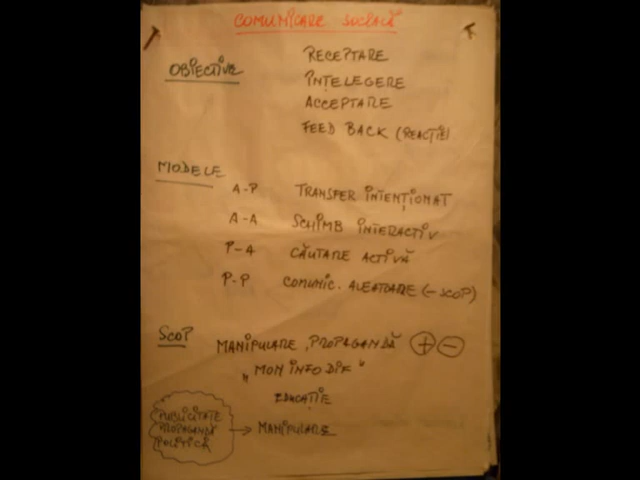 COMUNICARE SOCIALĂ
OBIECTIVE
RECEPTARE
ÎNȚELEGERE
ACCEPTARE
FEED BACK (REACȚIE)
MODELE
A-P TRANSFER INTENȚIONAT
A-A SCHIMB INTERACTIV
P-A CĂUTARE ACTIVĂ
P-P COMUNIC. ALEATOARE (- SCOP)
SCOP
MANIPULARE, PROPAGANDĂ + -
„MON INFO DIF"
EDUCAȚIE
PUBLICITATE
PROPAGANDĂ
POLITICĂ
→ MANIPULARE